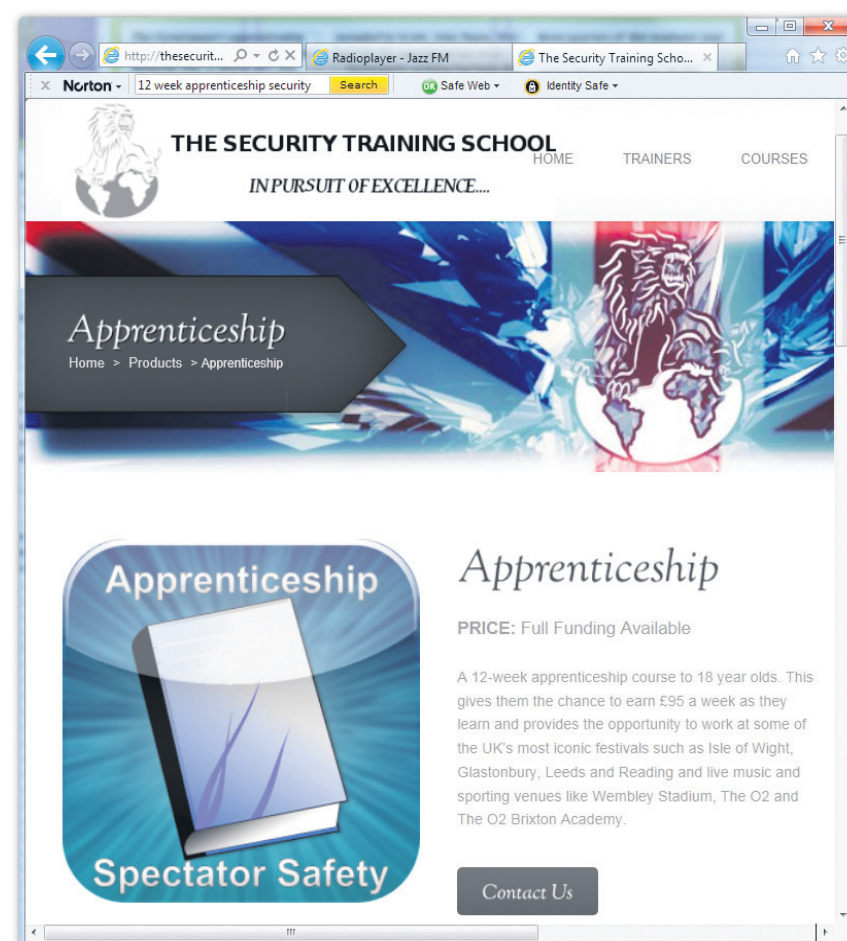 http://thesecurit...
Radioplayer - Jazz FM
The Security Training Scho...
Norton
12 week apprenticeship security
Search
OK
Safe Web
Identity Safe
THE SECURITY TRAINING SCHOOL
IN PURSUIT OF EXCELLENCE....
HOME
TRAINERS
COURSES
Apprenticeship
Home > Products > Apprenticeship
Apprenticeship
Spectator Safety
Apprenticeship
PRICE: Full Funding Available
A 12-week apprenticeship course to 18 year olds. This
gives them the chance to earn £95 a week as they
learn and provides the opportunity to work at some of
the UK's most iconic festivals such as Isle of Wight,
Glastonbury, Leeds and Reading and live music and
sporting venues like Wembley Stadium, The O2 and
The O2 Brixton Academy.
Contact Us